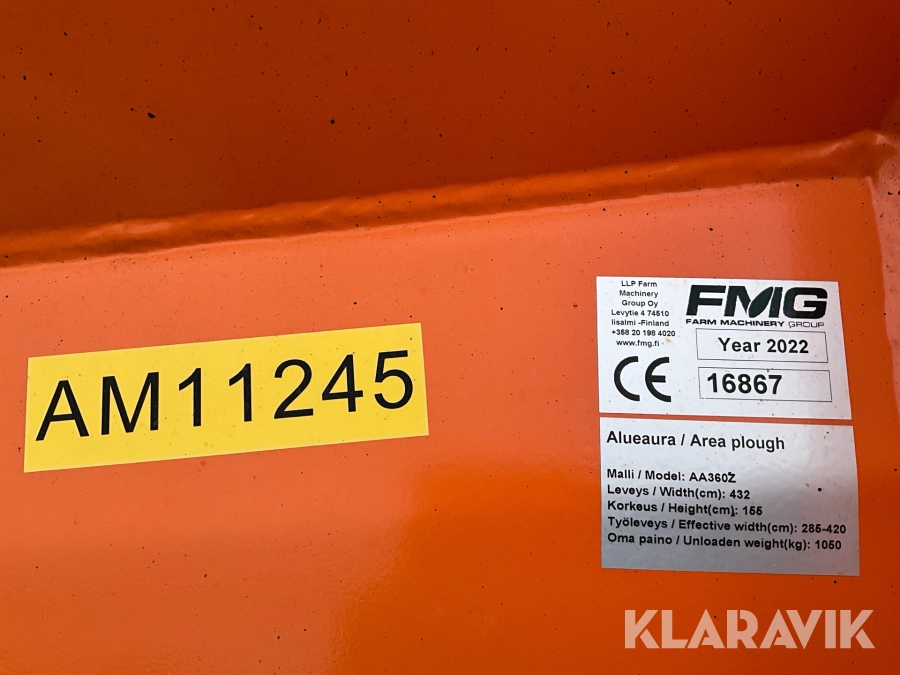 AM11245
LLP Farm
Machinery
Group Oy
Levytie 4 74510
Iisalmi -Finland
+358 20 198 4020
www.fmg.fi
CE
FMG
FARM MACHINERY GROUP
Year 2022
16867
Alueaura / Area plough
Malli / Model: AA360Z
Leveys / Width(cm): 432
Korkeus / Height(cm): 155
Työleveys / Effective width(cm): 285-420
Oma paino / Unloaden weight(kg): 1050
KLARAVIK